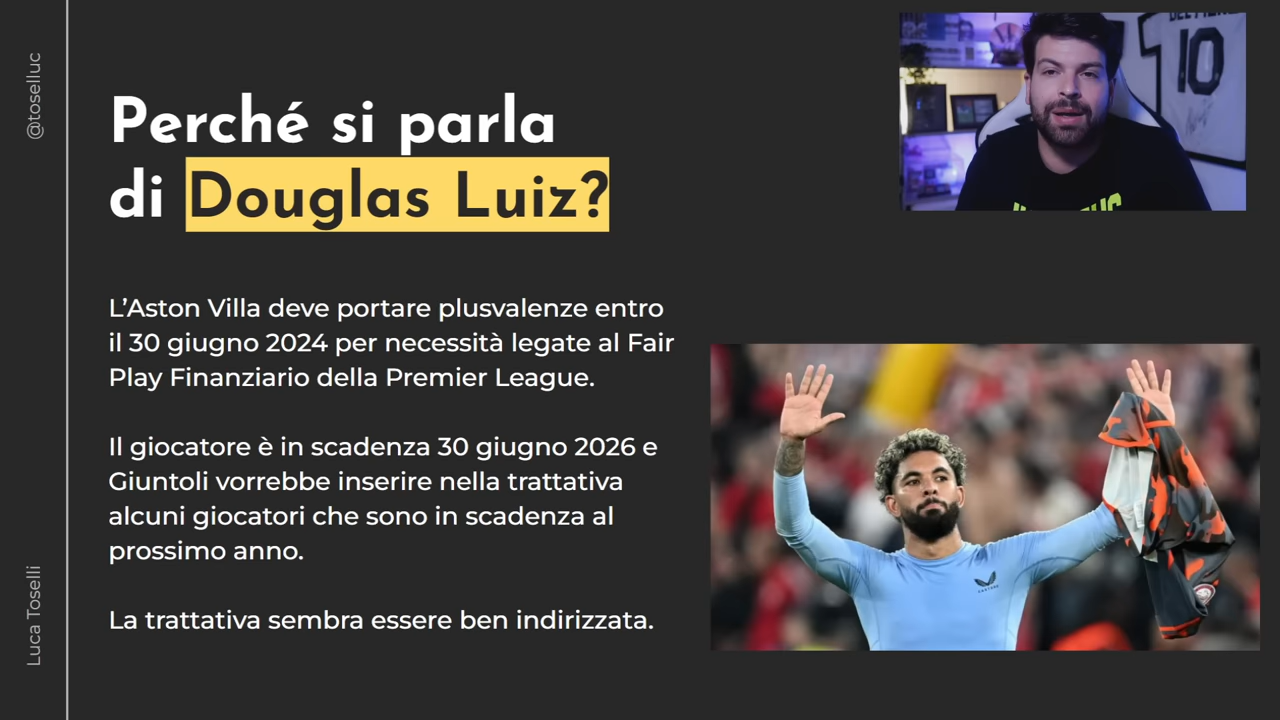 @toselluc
Luca Toselli
Perché si parla
di Douglas Luiz?
L’Aston Villa deve portare plusvalenze entro
il 30 giugno 2024 per necessità legate al Fair
Play Finanziario della Premier League.
Il giocatore è in scadenza 30 giugno 2026 e
Giuntoli vorrebbe inserire nella trattativa
alcuni giocatori che sono in scadenza al
prossimo anno.
La trattativa sembra essere ben indirizzata.
10